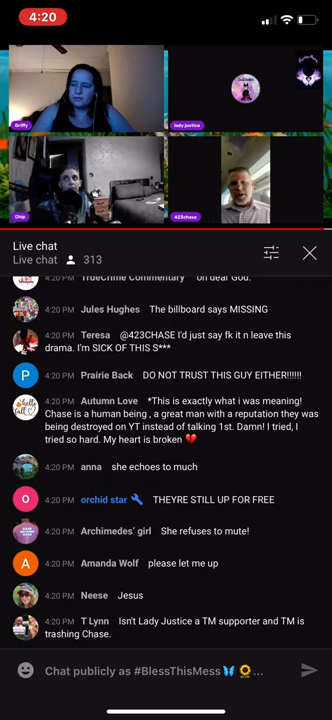 4:20
Griffy
lady justica
Chip
423chase
Live chat
Live chat 313
4:20 PM TrueCrime Commentary oh dear God.
4:20 PM Jules Hughes The billboard says MISSING
4:20 PM Teresa @423CHASE I'd just say fk it n leave this
drama. I'm SICK OF THIS S***
P 4:20 PM Prairie Back DO NOT TRUST THIS GUY EITHER!!!!!!
4:20 PM Autumn Love *This is exactly what i was meaning!
Chase is a human being , a great man with a reputation they was
being destroyed on YT instead of talking 1st. Damn! I tried, I
tried so hard. My heart is broken 💔
4:20 PM anna she echoes to much
o 4:20 PM orchid star 🔧 THEYRE STILL UP FOR FREE
4:20 PM Archimedes' girl She refuses to mute!
A 4:20 PM Amanda Wolf please let me up
4:20 PM Neese Jesus
4:20 PM T Lynn Isn't Lady Justice a TM supporter and TM is
trashing Chase.
Chat publicly as #BlessThisMess🦋🌻...